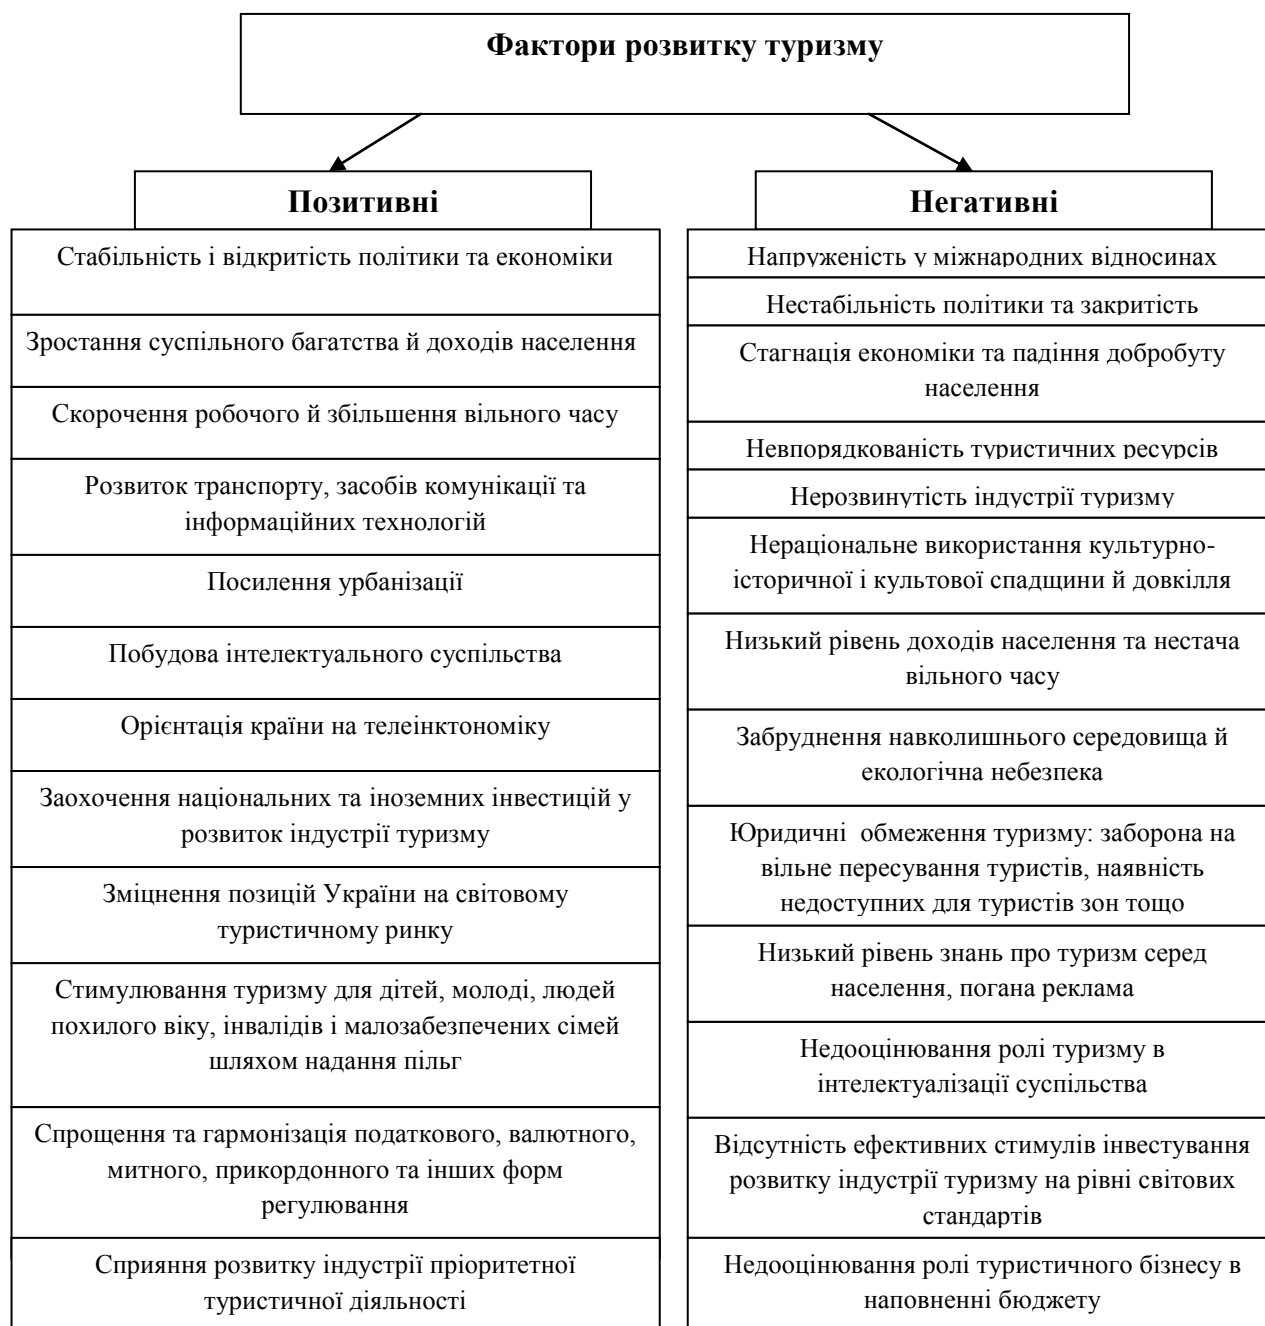 Фактори розвитку туризму
Позитивні
Стабільність і відкритість політики та економіки
Зростання суспільного багатства й доходів населення
Скорочення робочого й збільшення вільного часу
Розвиток транспорту, засобів комунікації та
інформаційних технологій
Посилення урбанізації
Побудова інтелектуального суспільства
Орієнтація країни на телеінктономіку
Заохочення національних та іноземних інвестицій у
розвиток індустрії туризму
Зміцнення позицій України на світовому
туристичному ринку
Стимулювання туризму для дітей, молоді, людей
похилого віку, інвалідів і малозабезпечених сімей
шляхом надання пільг
Спрощення та гармонізація податкового, валютного,
митного, прикордонного та інших форм
регулювання
Сприяння розвитку індустрії пріоритетної
туристичної діяльності
Негативні
Напруженість у міжнародних відносинах
Нестабільність політики та закритість
Стагнація економіки та падіння добробуту
населення
Невпорядкованість туристичних ресурсів
Нерозвинутість індустрії туризму
Нераціональне використання культурно-
історичної і культової спадщини й довкілля
Низький рівень доходів населення та нестача
вільного часу
Забруднення навколишнього середовища й
екологічна небезпека
Юридичні  обмеження туризму: заборона на
вільне пересування туристів, наявність
недоступних для туристів зон тощо
Низький рівень знань про туризм серед
населення, погана реклама
Недооцінювання ролі туризму в
інтелектуалізації суспільства
Відсутність ефективних стимулів інвестування
розвитку індустрії туризму на рівні світових
стандартів
Недооцінювання ролі туристичного бізнесу в
наповненні бюджету